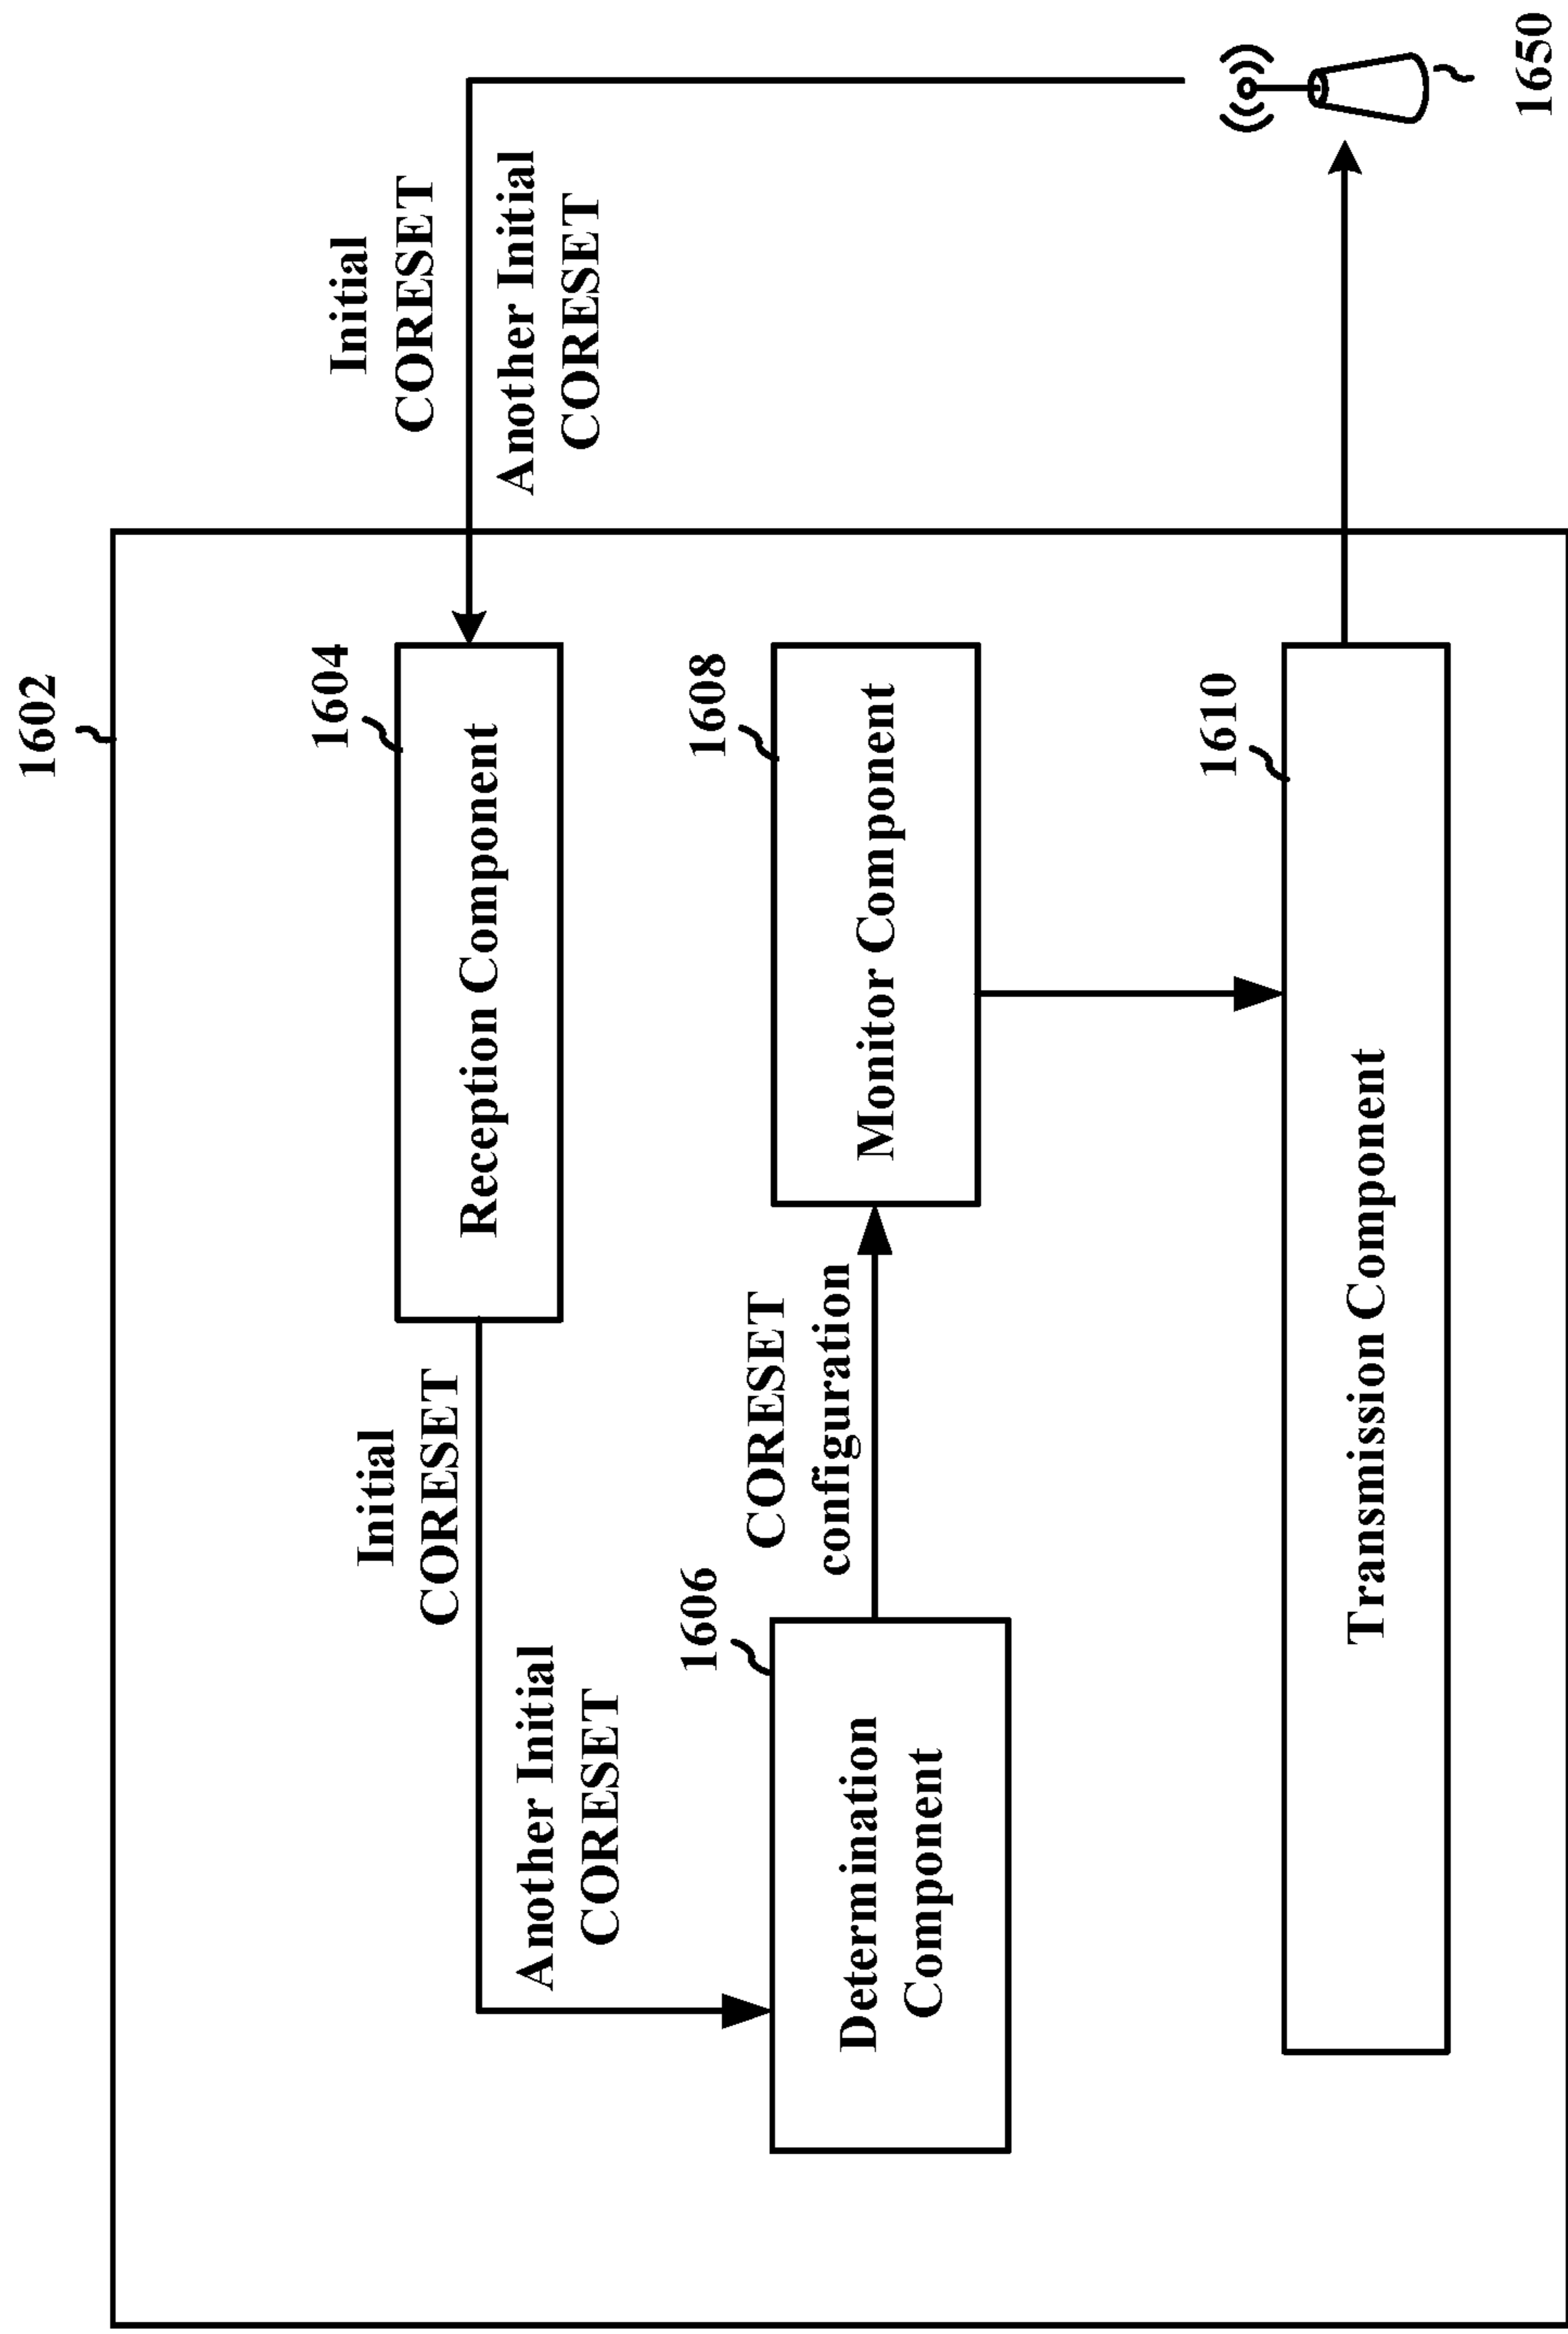 1602
Initial
CORESET
Another Initial
CORESET
1604
Reception Component
Initial
CORESET
Another Initial
CORESET
1606
Determination
Component
CORESET
configuration
1608
Monitor Component
1610
Transmission Component
1650